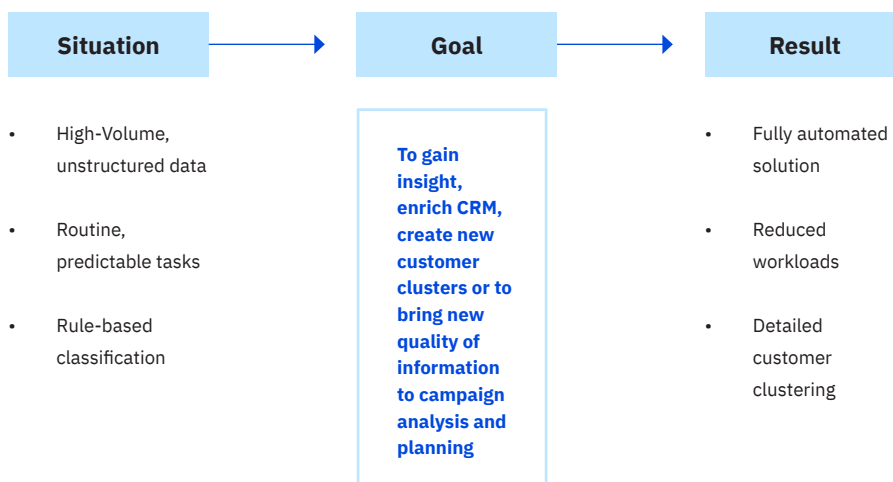 Situation
Goal
Result
• High-Volume,
unstructured data
• Routine,
predictable tasks
• Rule-based
classification
To gain
insight,
enrich CRM,
create new
customer
clusters or to
bring new
quality of
information
to campaign
analysis and
planning
• Fully automated
solution
• Reduced
workloads
• Detailed
customer
clustering